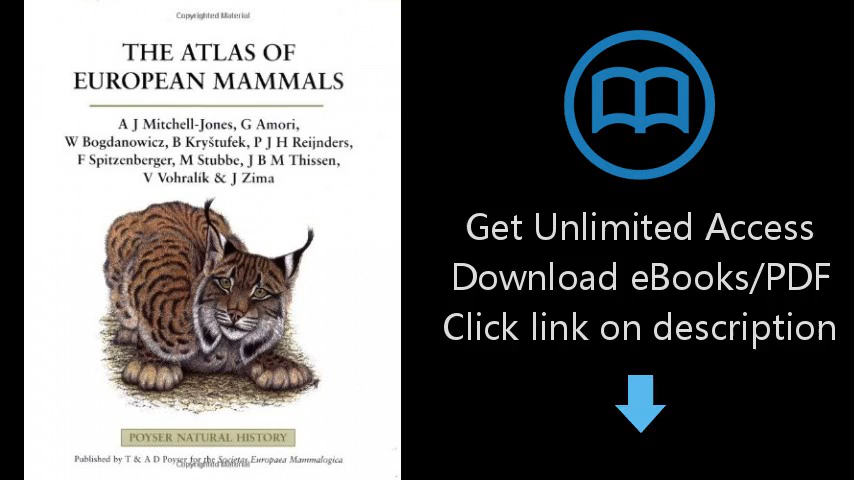 Copyrighted Material
THE ATLAS OF
EUROPEAN MAMMALS
A J Mitchell-Jones, G Amori,
W Bogdanowicz, B Kryštufek, P J H Reijnders,
F Spitzenberger, M Stubbe, J B M Thissen,
V Vohralík & J Zima
POYSER NATURAL HISTORY
Published by T & A D Poyser for the Societas Europaea Mammalogica
Copyrighted Material
Get Unlimited Access
Download eBooks/PDF
Click link on description